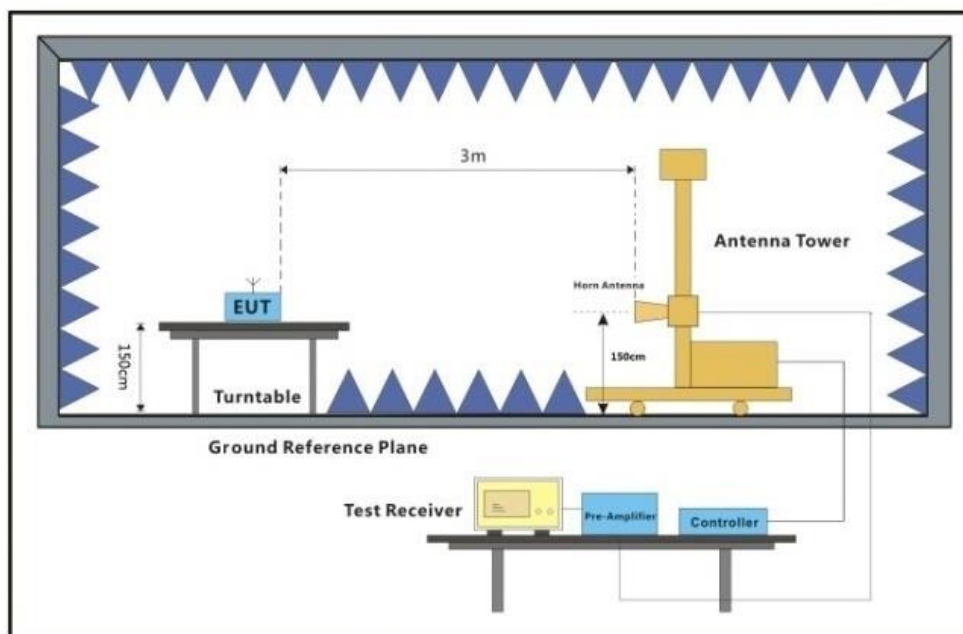 3m
Antenna Tower
Horn Antenna
EUT
150cm
150cm
Turntable
Ground Reference Plane
Test Receiver
Pre-Amplifier
Controller